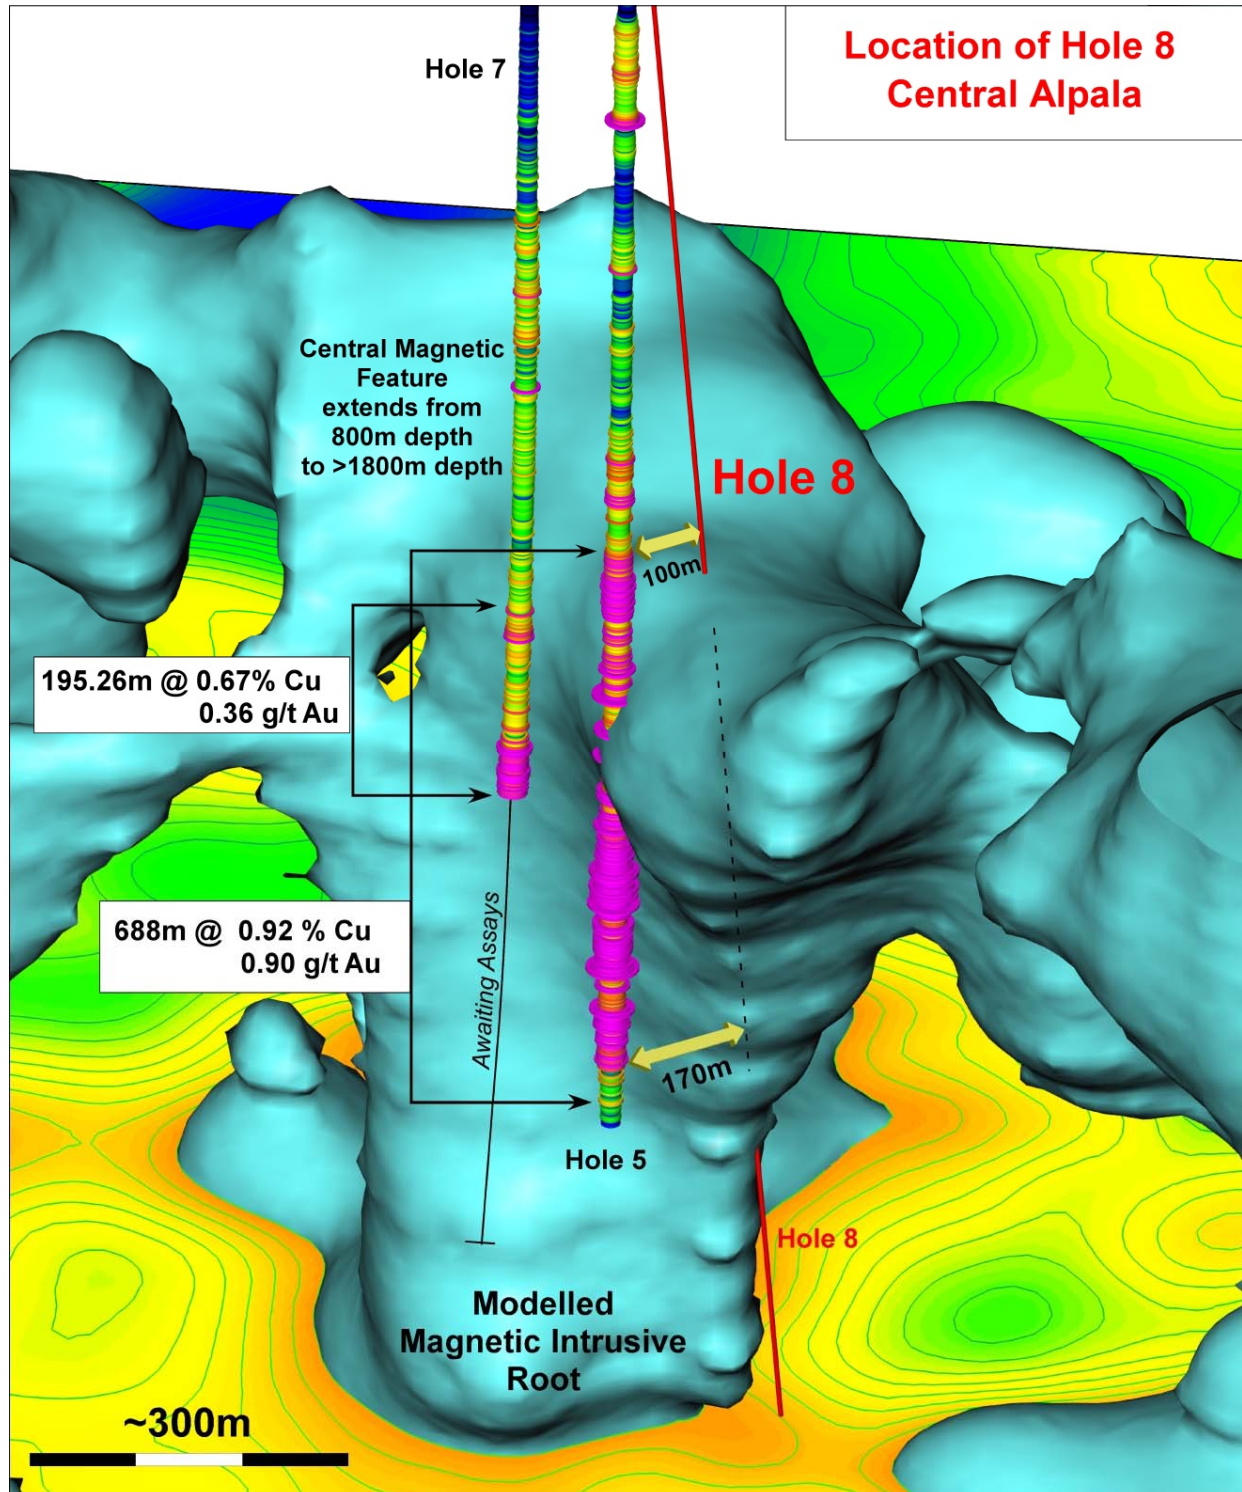 Location of Hole 8
Central Alpala
Hole 7
Central Magnetic
Feature
extends from
800m depth
to >1800m depth
Hole 8
100m
195.26m @ 0.67% Cu
0.36 g/t Au
688m @ 0.92 % Cu
0.90 g/t Au
Awaiting Assays
170m
Hole 5
Hole 8
Modelled
Magnetic Intrusive
Root
~300m